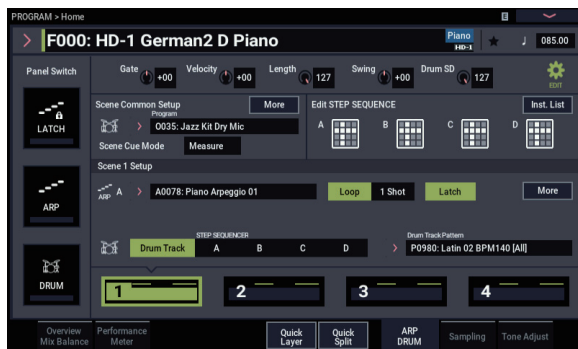 PROGRAM > Home
F000: HD-1 German2 D Piano
Piano
HD-1
♩ 085.00
Panel Switch
Gate +00 Velocity +00 Length 127 Swing +00 Drum SD 127
EDIT
LATCH
Scene Common Setup More
Program
O035: Jazz Kit Dry Mic
Scene Cue Mode Measure
Edit STEP SEQUENCE Inst. List
A B C D
Scene 1 Setup
ARP
ARP A > A0078: Piano Arpeggio 01 Loop 1 Shot Latch More
STEP SEQUENCER
Drum Track A B C D
Drum Track Pattern
P0980: Latin 02 BPM140 [All]
DRUM
1 2 3 4
Overview Mix Balance
Performance Meter
Quick Layer
Quick Split
ARP DRUM
Sampling
Tone Adjust